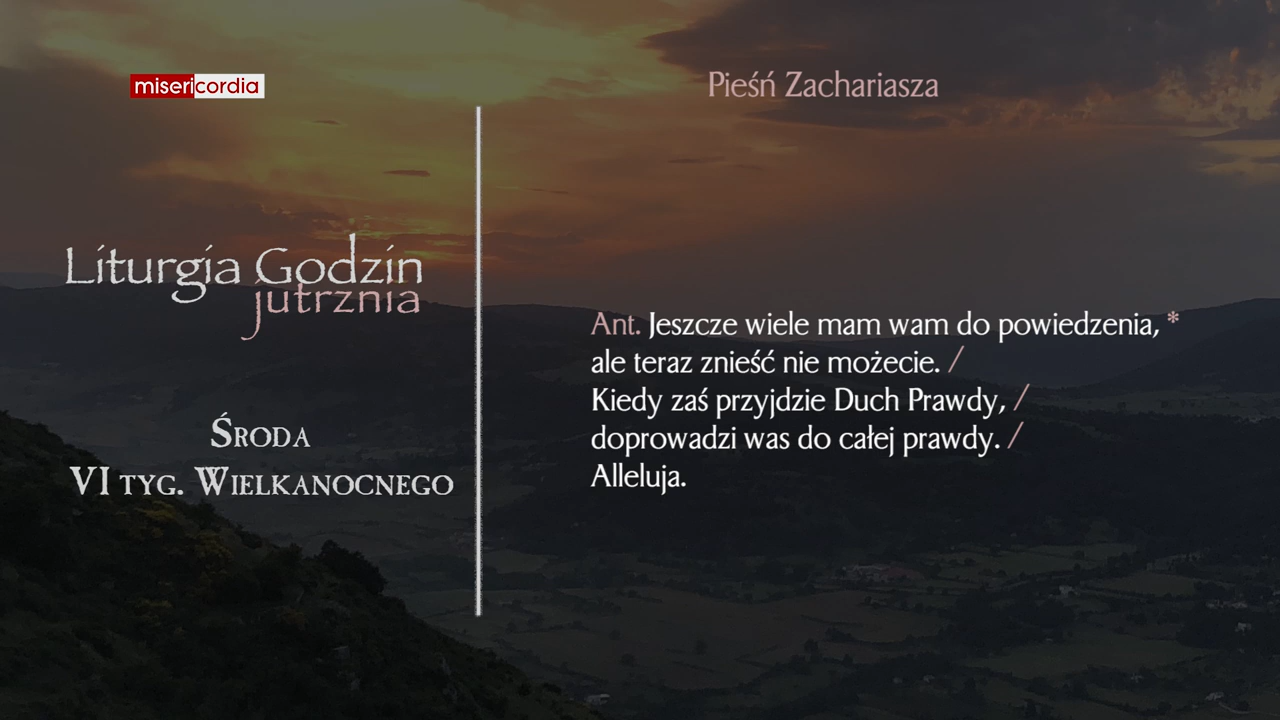 misericordia
Liturgia Godzin
jutrznia
Środa
VI tyg. Wielkanocnego
Pieśń Zachariasza
Ant. Jeszcze wiele mam wam do powiedzenia, *
ale teraz znieść nie możecie. /
Kiedy zaś przyjdzie Duch Prawdy, /
doprowadzi was do całej prawdy. /
Alleluja.